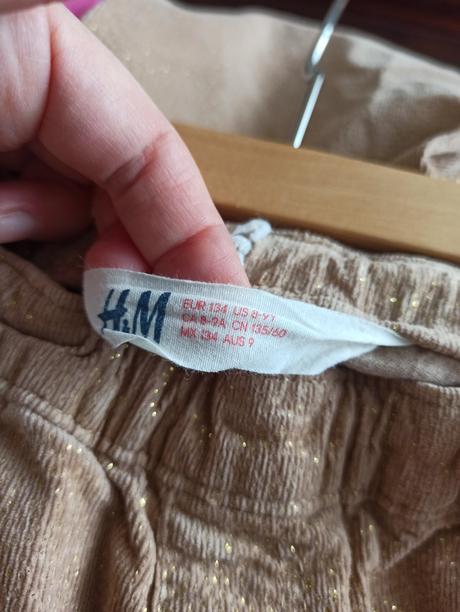 H&M
EUR 134 US 8-9Y
CA 8-9A CN 135/60
MX 134 AUS 9